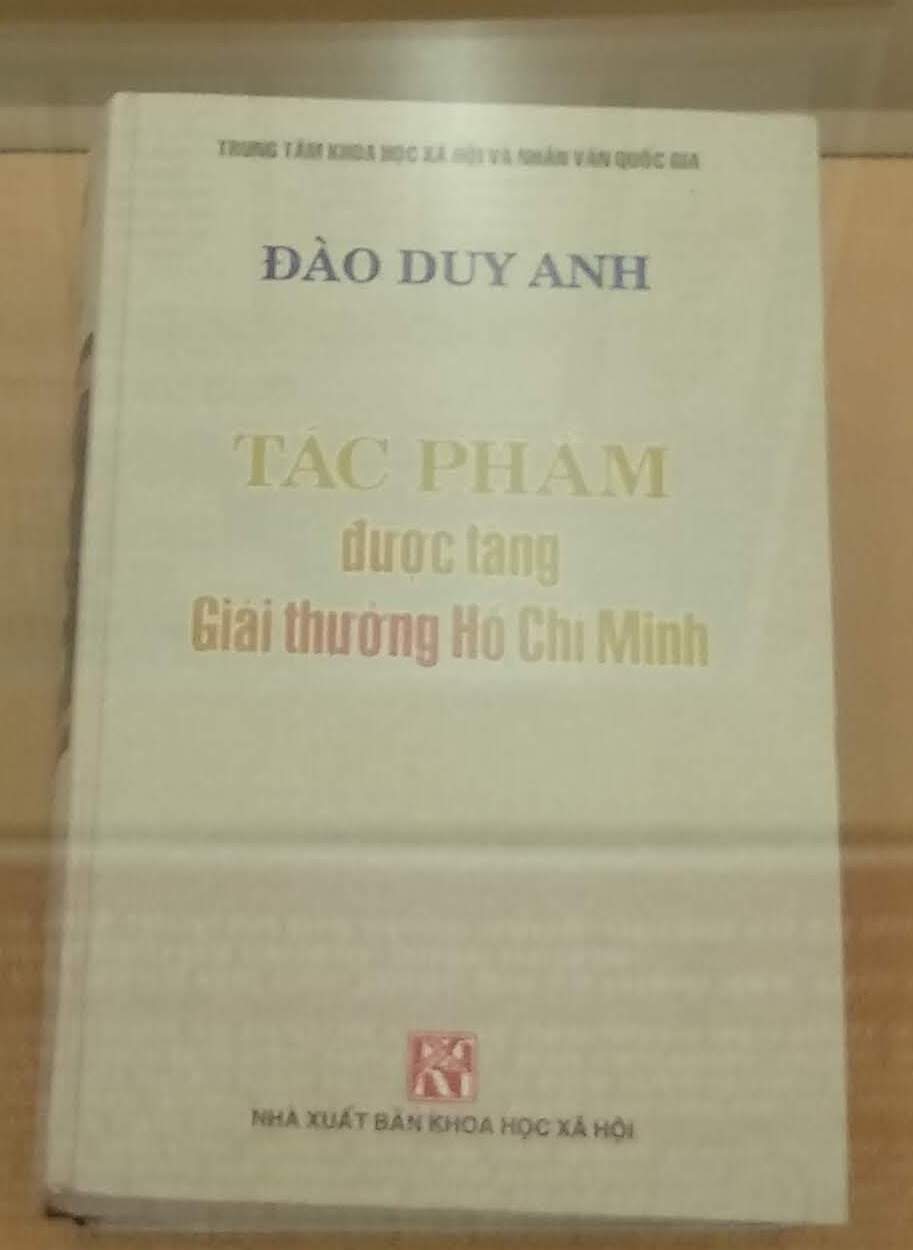 TRUNG TÂM KHOA HỌC XÃ HỘI VÀ NHÂN VĂN QUỐC GIA
ĐÀO DUY ANH
TÁC PHẨM
được tặng
Giải thưởng Hồ Chí Minh
NHÀ XUẤT BẢN KHOA HỌC XÃ HỘI